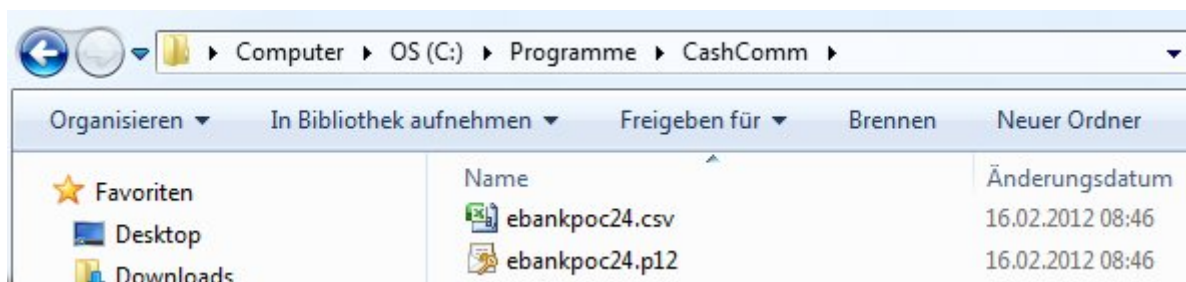 Computer OS (C:) Programme CashComm
Organisieren In Bibliothek aufnehmen Freigeben für Brennen Neuer Ordner
Favoriten
Desktop
Downloads
Name Änderungsdatum
ebankpoc24.csv 16.02.2012 08:46
ebankpoc24.p12 16.02.2012 08:46